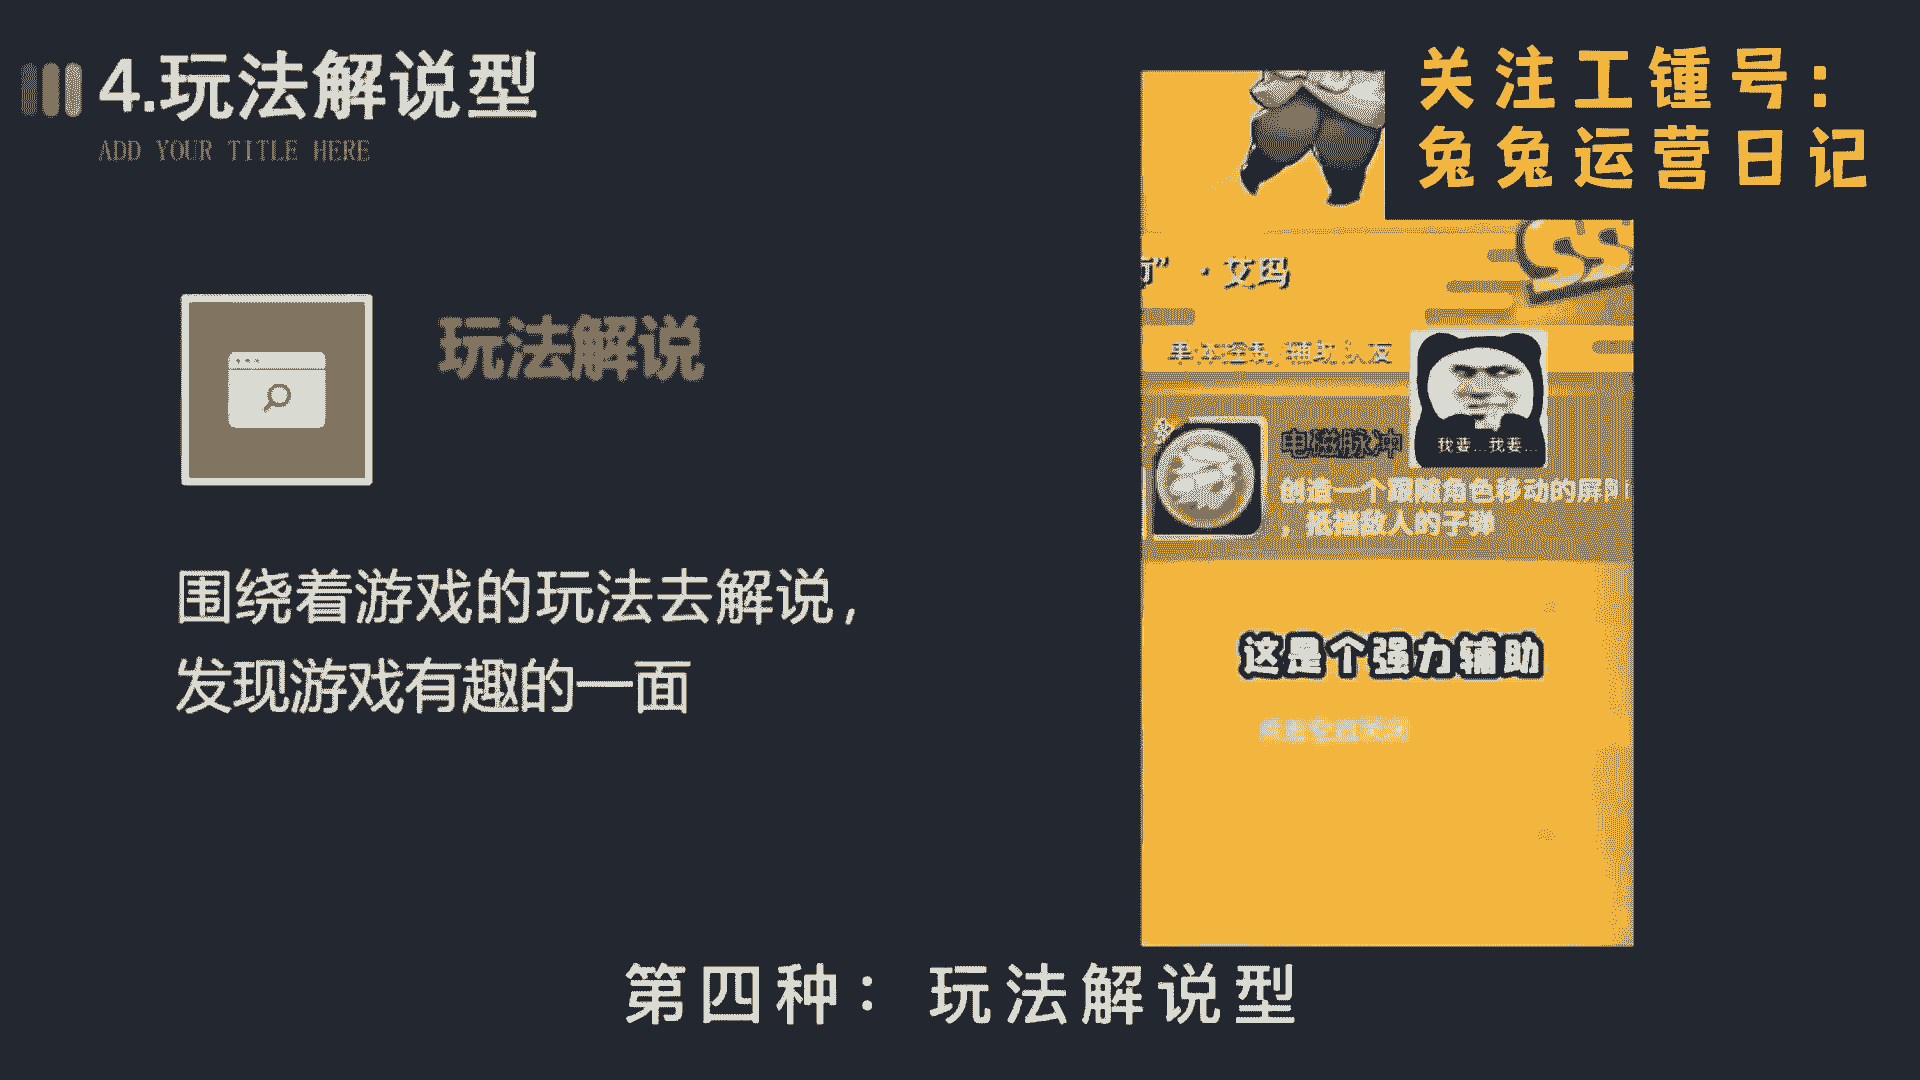 4.玩法解说型
ADD YOUR TITLE HERE
关注工锺号：
兔兔运营日记
玩法解说
围绕着游戏的玩法去解说，
发现游戏有趣的一面
”·艾玛
SS
我要...我要...
电磁脉冲
创造一个跟随角色移动的屏
，抵挡敌人的子弹
这是个强力辅助
第四种：玩法解说型